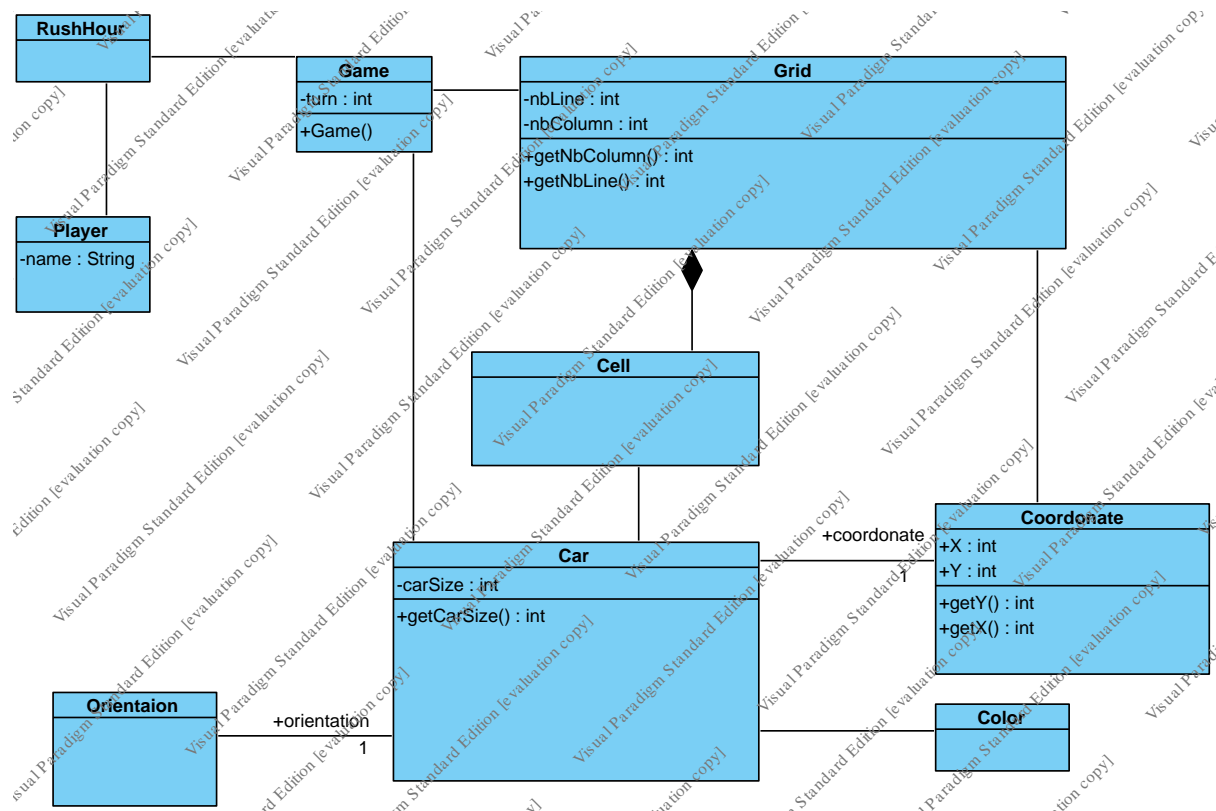 RushHour
Game
-turn : int
+Game()
Grid
-nbLine : int
-nbColumn : int
+getNbColumn() : int
+getNbLine() : int
Player
-name : String
Cell
Car
-carSize : int
+getCarSize() : int
+coordonate
1
Coordonate
+X : int
+Y : int
+getY() : int
+getX() : int
Orientaion
+orientation
1
Color
Visual Paradigm Standard Edition [evaluation copy]